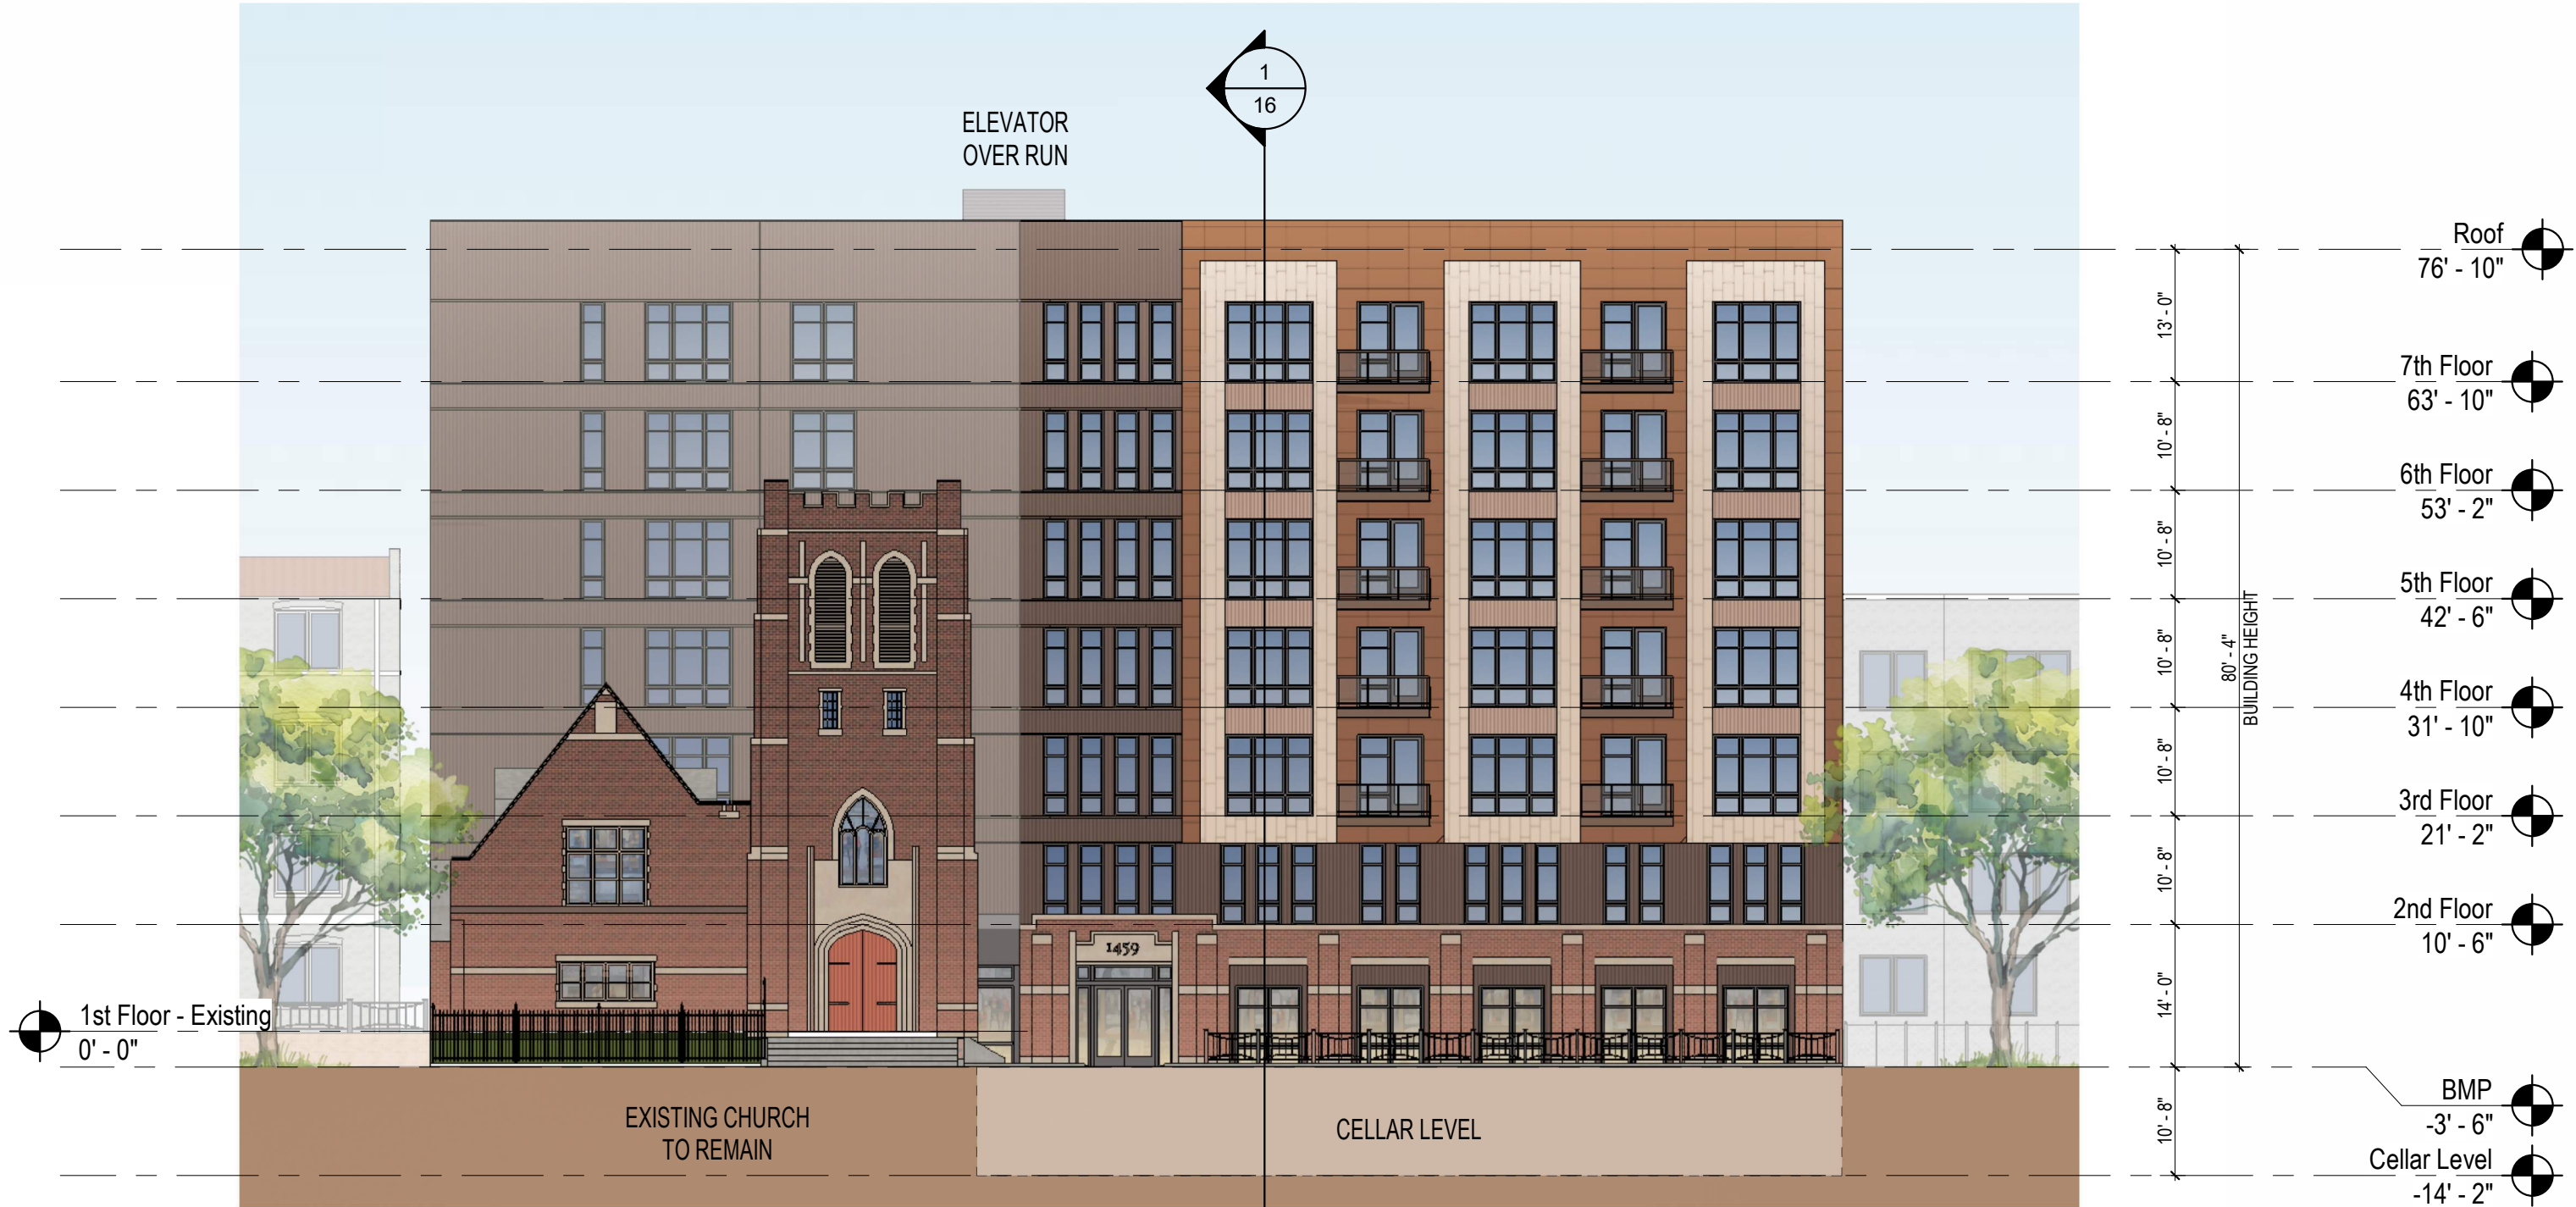 1
16
ELEVATOR
OVER RUN
Roof
76' - 10"
13' - 0"
7th Floor
63' - 10"
10' - 8"
6th Floor
53' - 2"
10' - 8"
5th Floor
42' - 6"
10' - 8"
80' - 4"
BUILDING HEIGHT
4th Floor
31' - 10"
10' - 8"
3rd Floor
21' - 2"
10' - 8"
2nd Floor
10' - 6"
1459
14' - 0"
1st Floor - Existing
0' - 0"
BMP
-3' - 6"
EXISTING CHURCH
TO REMAIN
CELLAR LEVEL
10' - 8"
Cellar Level
-14' - 2"